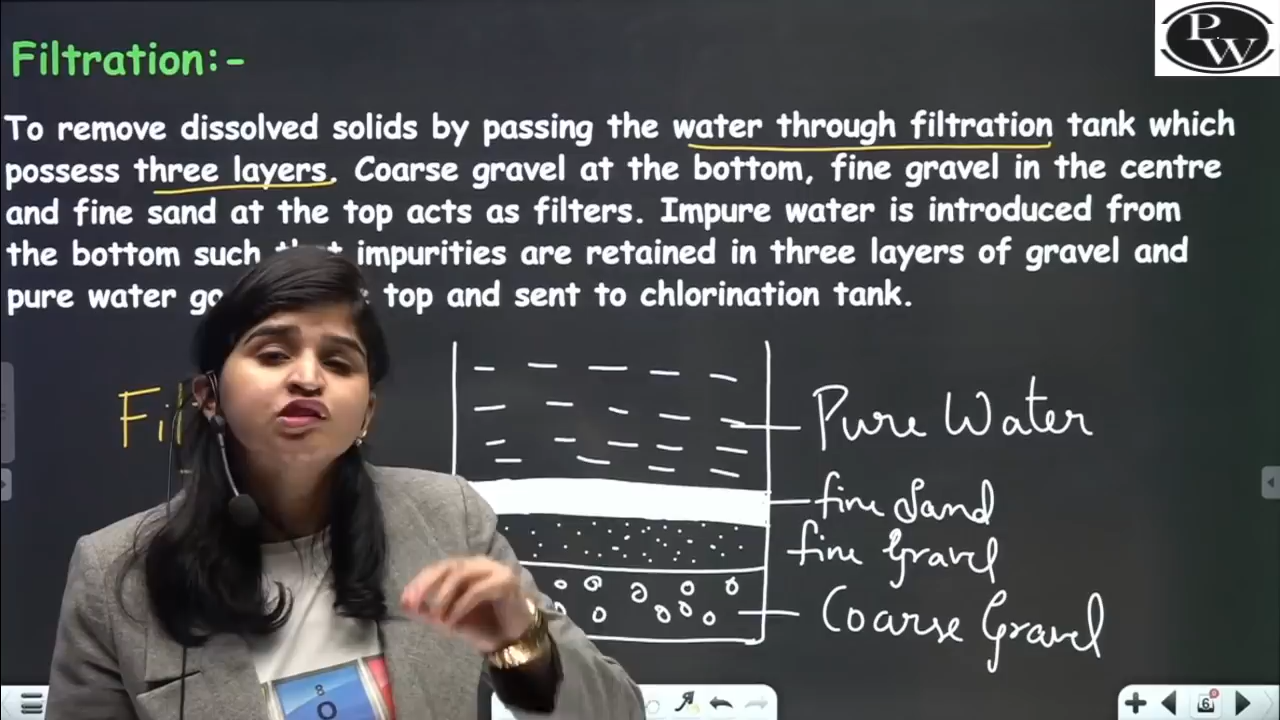 PW
Filtration:-
To remove dissolved solids by passing the water through filtration tank which
possess three layers. Coarse gravel at the bottom, fine gravel in the centre
and fine sand at the top acts as filters. Impure water is introduced from
the bottom such impurities are retained in three layers of gravel and
pure water top and sent to chlorination tank.
Pure Water
fine Sand
fine Gravel
Coarse Gravel
8
O